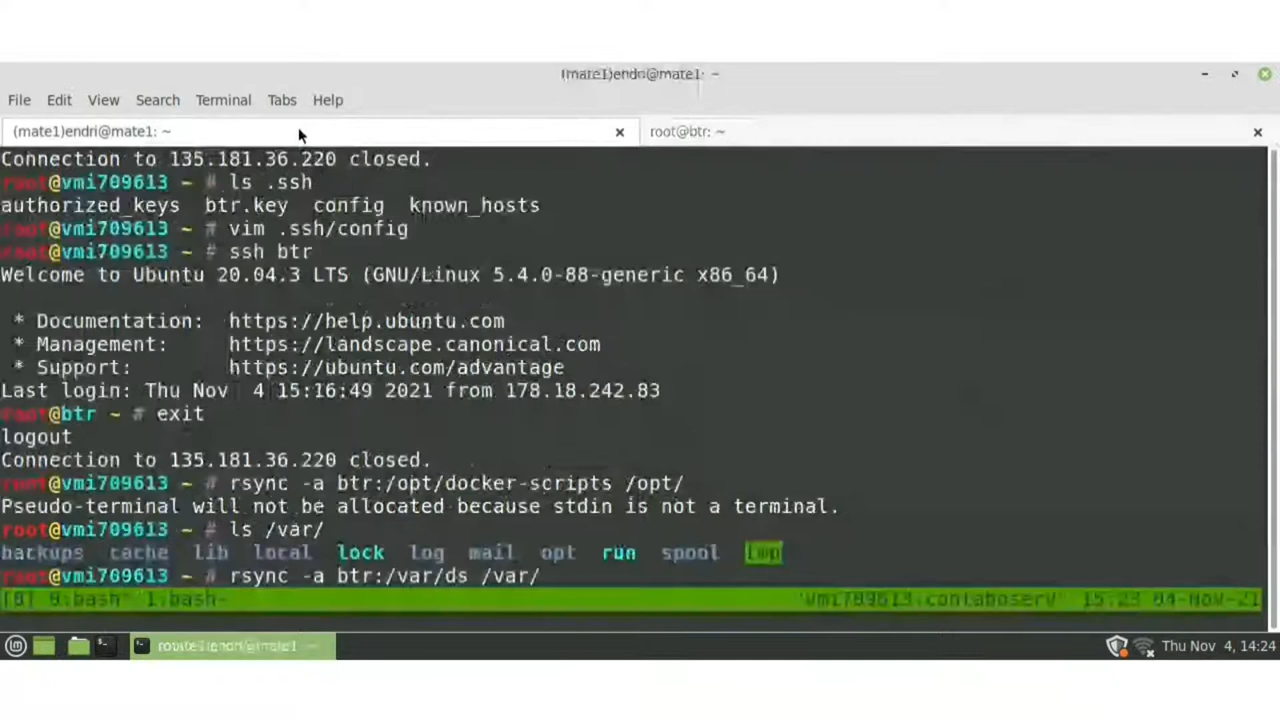 (mate1)endri@mate1: ~
File Edit View Search Terminal Tabs Help
(mate1)endri@mate1: ~ root@btr: ~
Connection to 135.181.36.220 closed.
root@vmi709613 ~ # ls .ssh
authorized_keys btr.key config known_hosts
root@vmi709613 ~ # vim .ssh/config
root@vmi709613 ~ # ssh btr
Welcome to Ubuntu 20.04.3 LTS (GNU/Linux 5.4.0-88-generic x86_64)
* Documentation: https://help.ubuntu.com
* Management: https://landscape.canonical.com
* Support: https://ubuntu.com/advantage
Last login: Thu Nov 4 15:16:49 2021 from 178.18.242.83
root@btr ~ # exit
logout
Connection to 135.181.36.220 closed.
root@vmi709613 ~ # rsync -a btr:/opt/docker-scripts /opt/
Pseudo-terminal will not be allocated because stdin is not a terminal.
root@vmi709613 ~ # ls /var/
backups cache lib local lock log mail opt run spool tmp
root@vmi709613 ~ # rsync -a btr:/var/ds /var/
[0] 0:bash* 1:bash- "vmi709613.contaboserv" 15:23 04-Nov-21
Thu Nov 4, 14:24